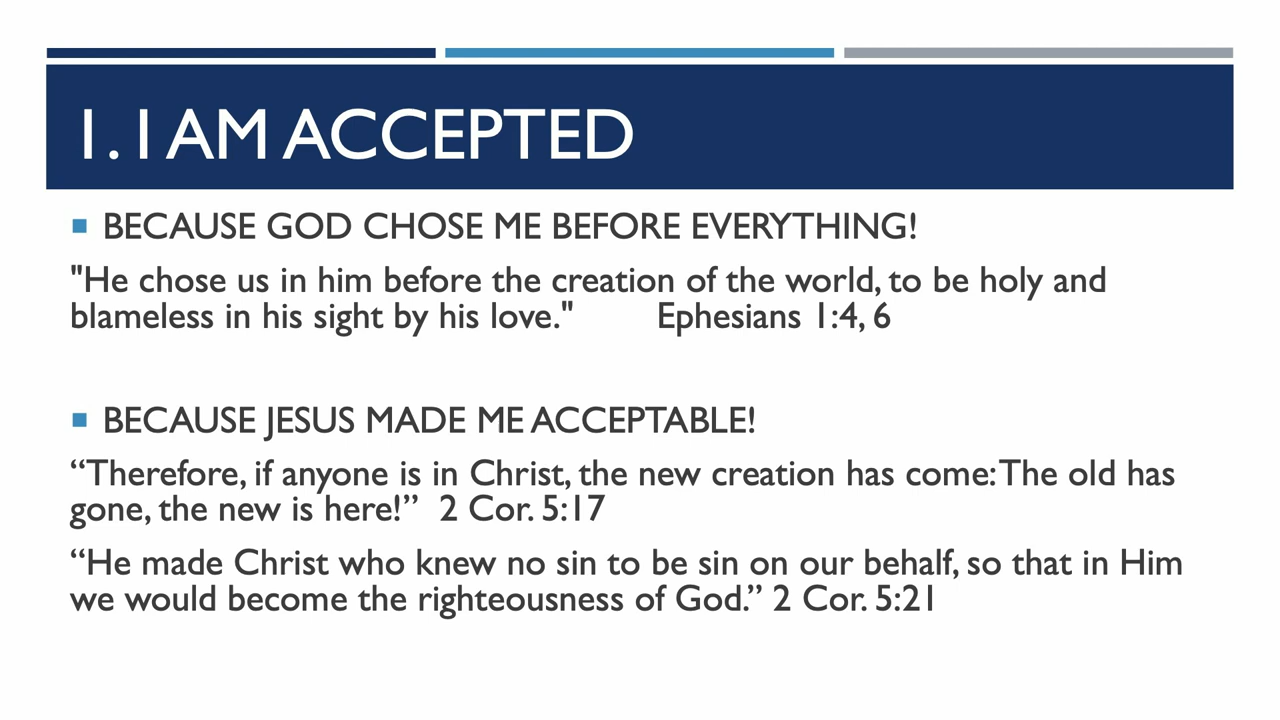 1. I AM ACCEPTED
BECAUSE GOD CHOSE ME BEFORE EVERYTHING!
"He chose us in him before the creation of the world, to be holy and
blameless in his sight by his love." Ephesians 1:4, 6
BECAUSE JESUS MADE ME ACCEPTABLE!
“Therefore, if anyone is in Christ, the new creation has come: The old has
gone, the new is here!” 2 Cor. 5:17
“He made Christ who knew no sin to be sin on our behalf, so that in Him
we would become the righteousness of God.” 2 Cor. 5:21